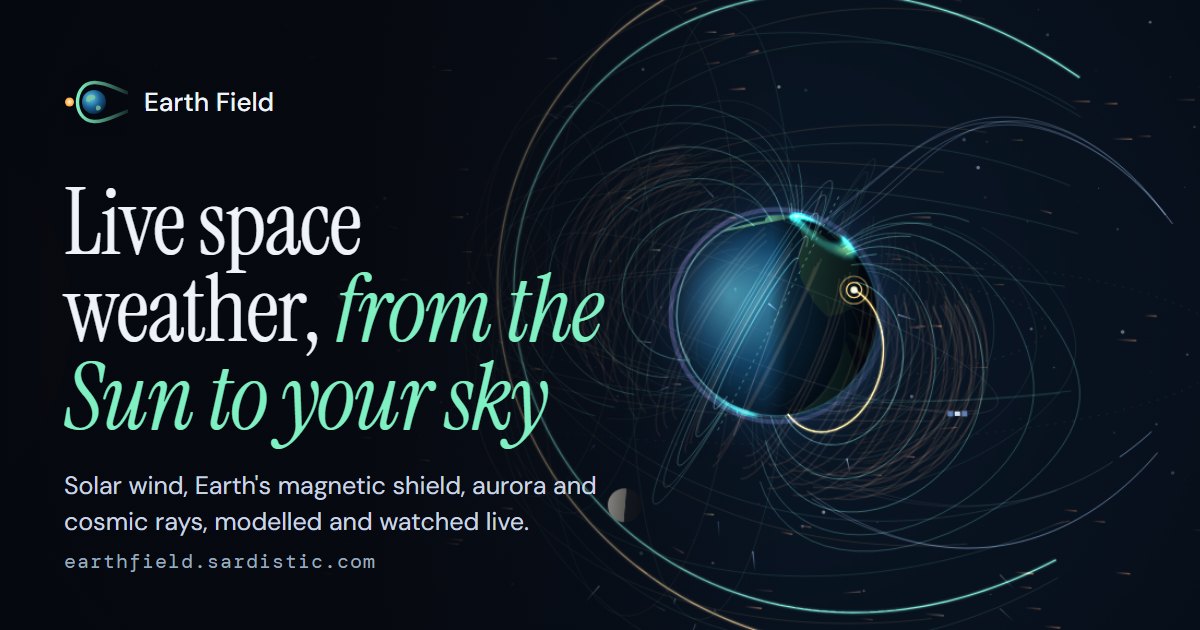 Earth Field
Live space
weather, from the
Sun to your sky
Solar wind, Earth's magnetic shield, aurora and
cosmic rays, modelled and watched live.
earthfield.sardistic.com